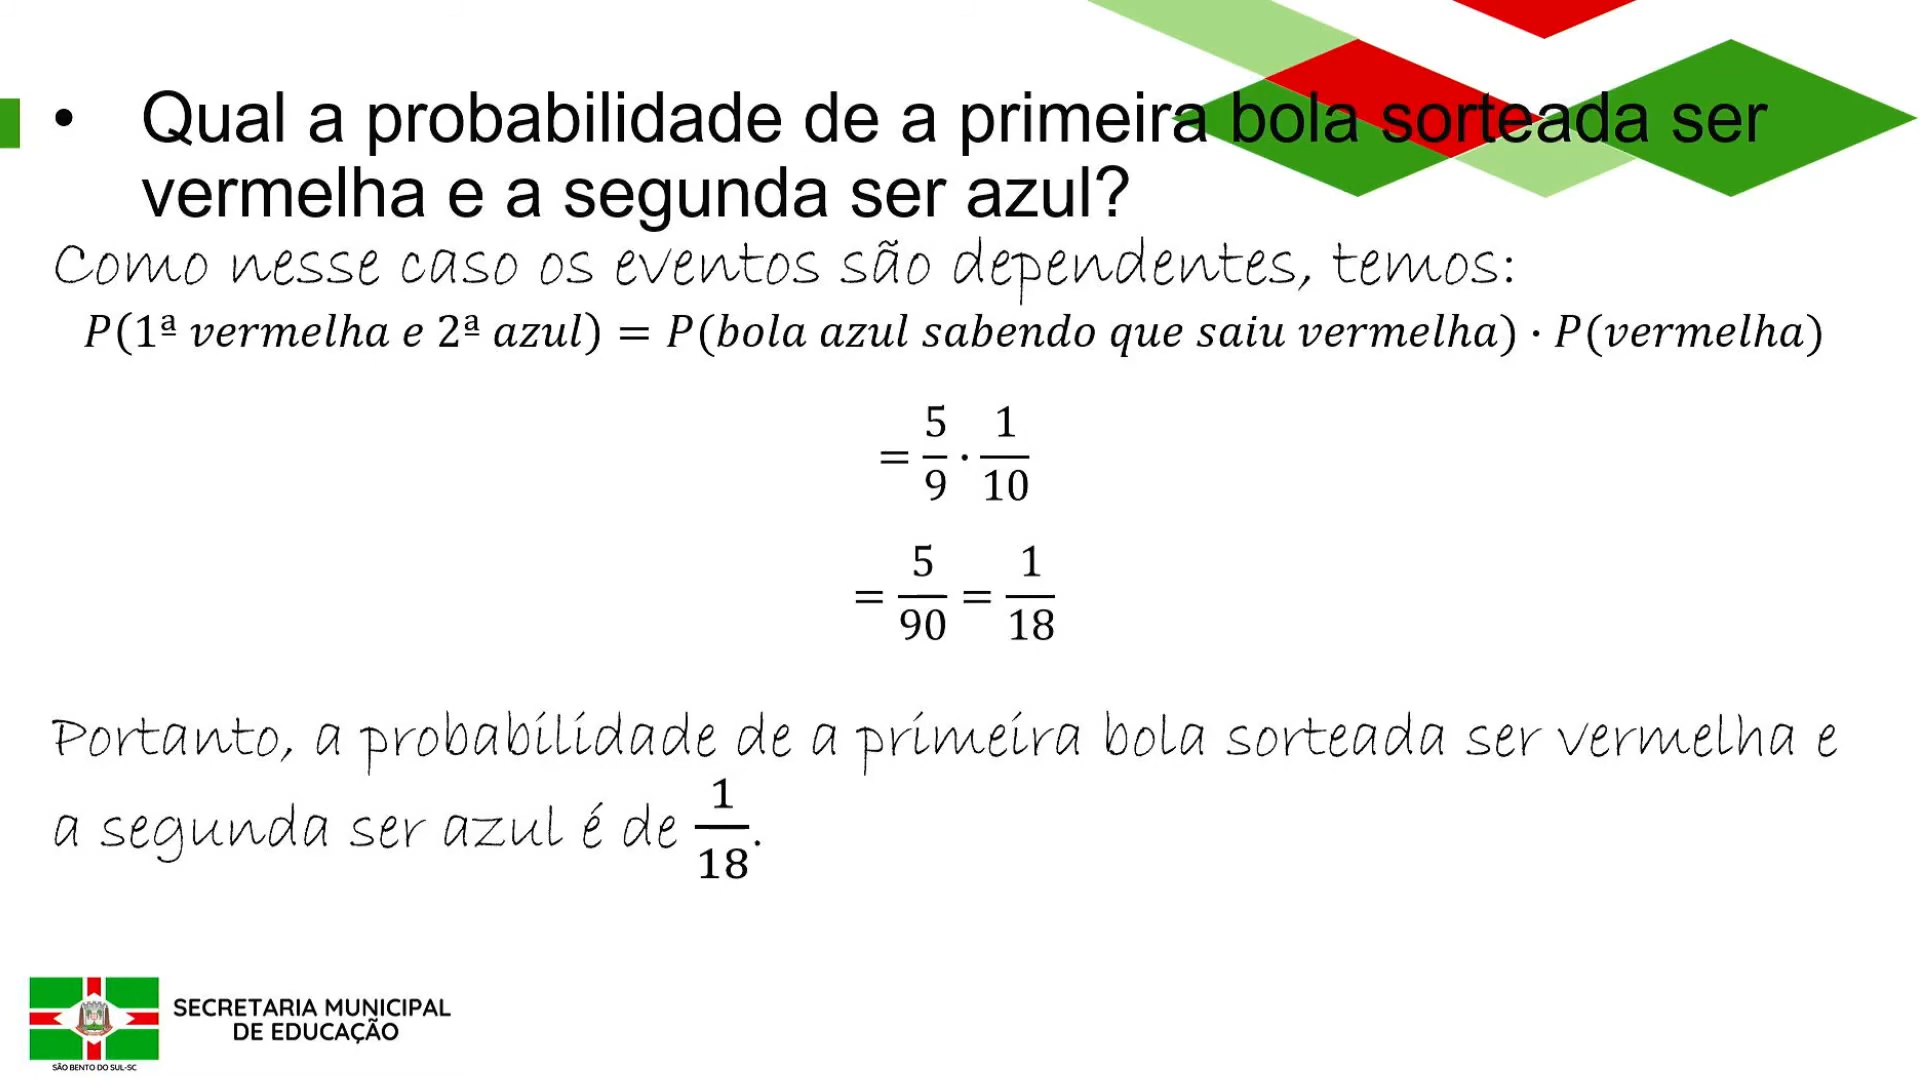 • Qual a probabilidade de a primeira bola sorteada ser
vermelha e a segunda ser azul?
Como nesse caso os eventos são dependentes, temos:
P(1ª vermelha e 2ª azul) = P(bola azul sabendo que saiu vermelha) · P(vermelha)
= 5/9 · 1/10
= 5/90 = 1/18
Portanto, a probabilidade de a primeira bola sorteada ser vermelha e
a segunda ser azul é de 1/18.
SECRETARIA MUNICIPAL
DE EDUCAÇÃO
SÃO BENTO DO SUL-SC